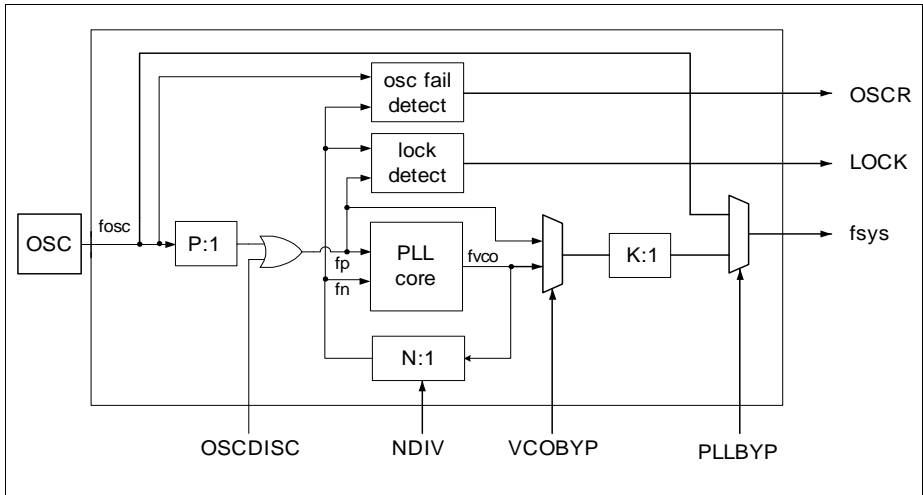 osc fail
detect
OSCR
lock
detect
LOCK
OSC
fosc
P:1
fp
fn
PLL
core
fvco
K:1
fsys
N:1
OSCDISC
NDIV
VCOBYP
PLLBYP